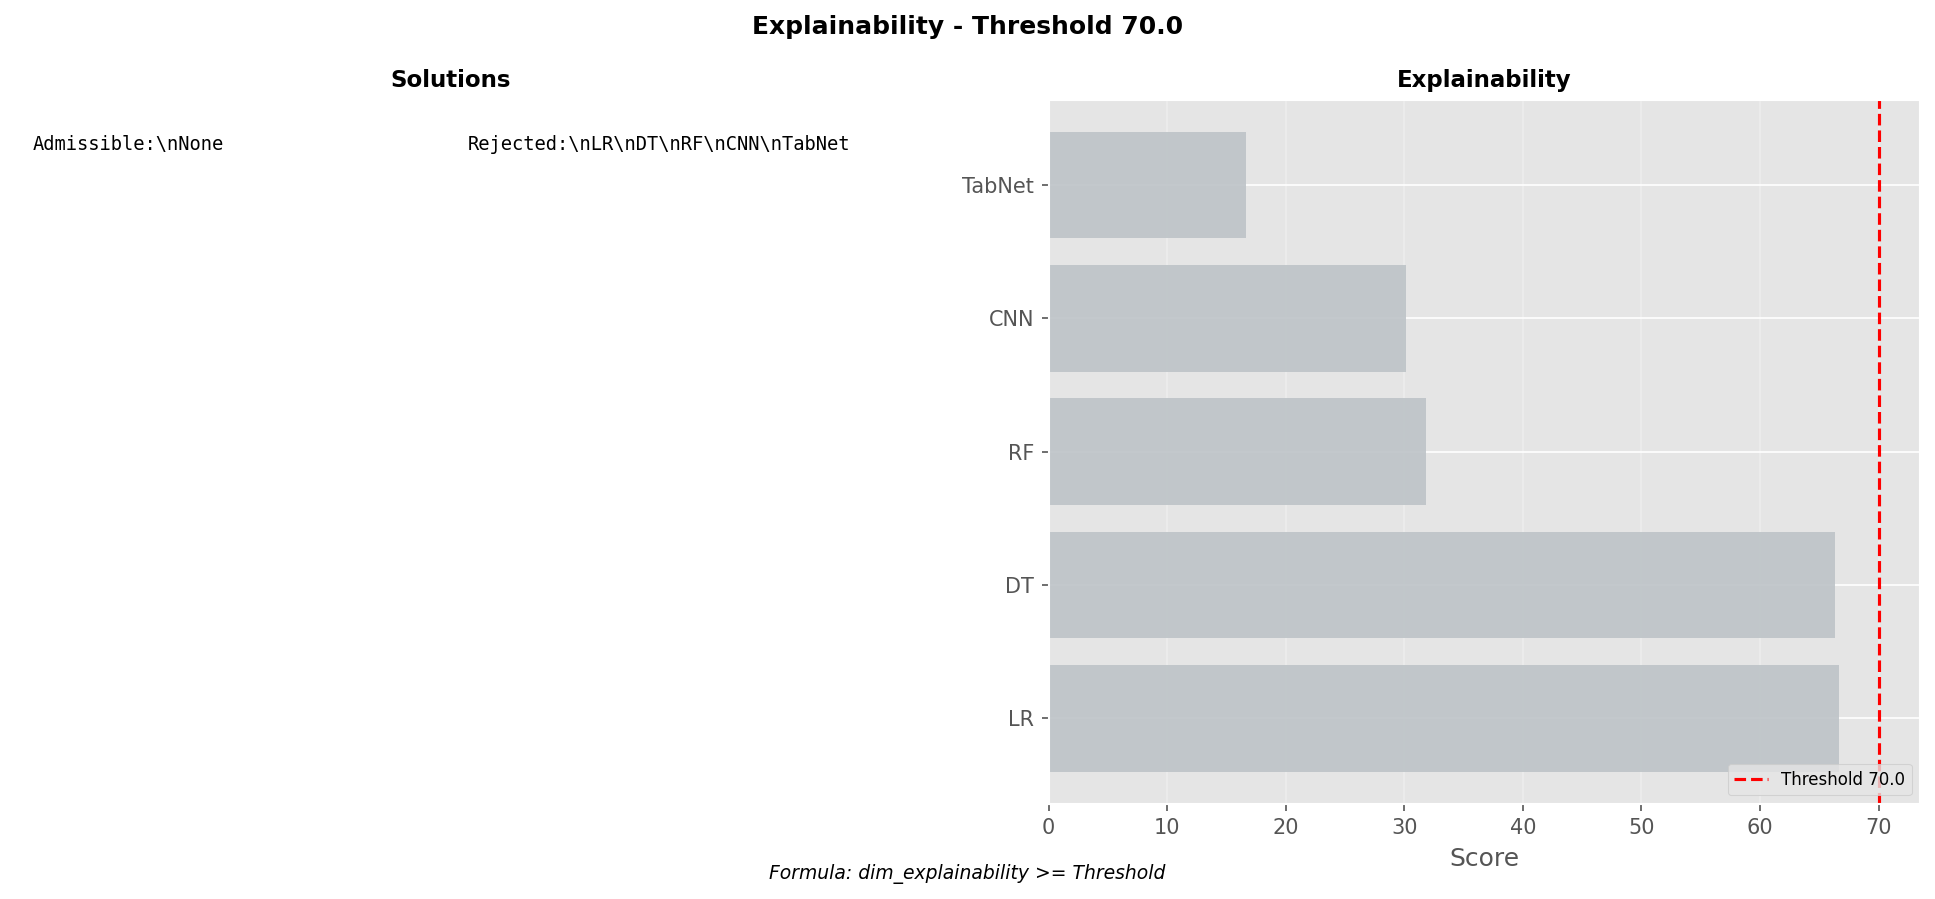 Explainability - Threshold 70.0
Solutions
Admissible:\nNone
Rejected:\nLR\nDT\nRF\nCNN\nTabNet
Explainability
TabNet
CNN
RF
DT
LR
Threshold 70.0
0 10 20 30 40 50 60 70
Score
Formula: dim_explainability >= Threshold